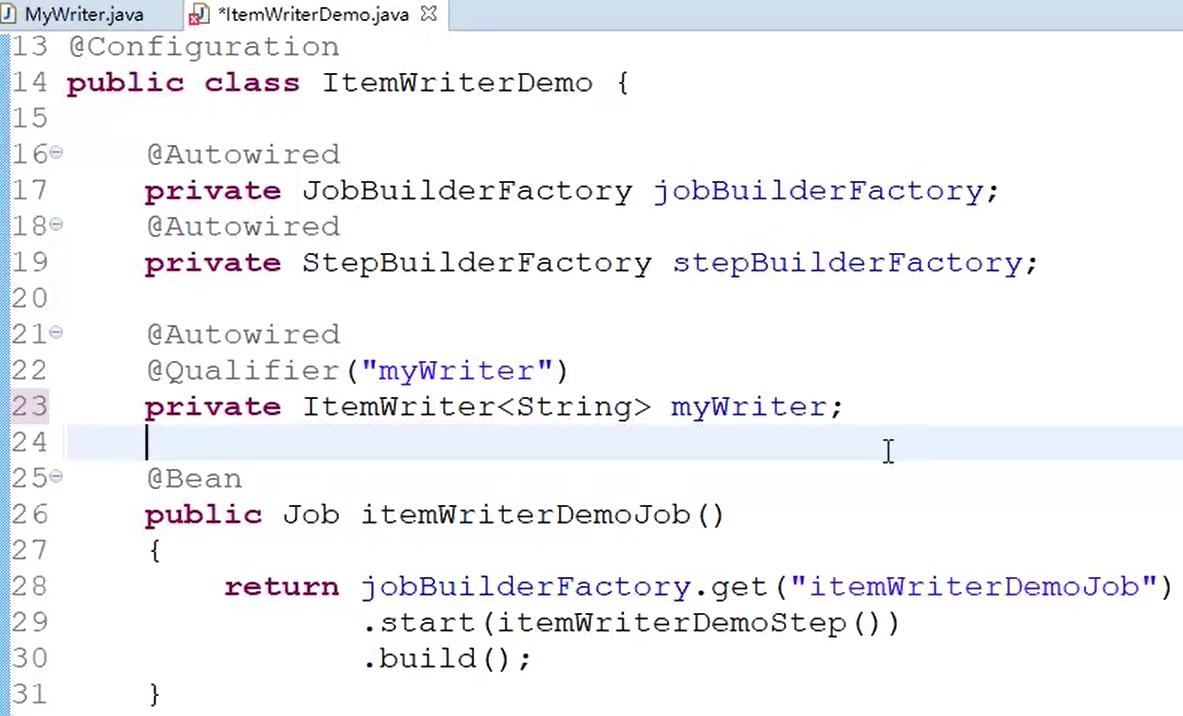 MyWriter.java *ItemWriterDemo.java
13 @Configuration
14 public class ItemWriterDemo {
15
16 @Autowired
17 private JobBuilderFactory jobBuilderFactory;
18 @Autowired
19 private StepBuilderFactory stepBuilderFactory;
20
21 @Autowired
22 @Qualifier("myWriter")
23 private ItemWriter<String> myWriter;
24
25 @Bean
26 public Job itemWriterDemoJob()
27 {
28 return jobBuilderFactory.get("itemWriterDemoJob")
29 .start(itemWriterDemoStep())
30 .build();
31 }